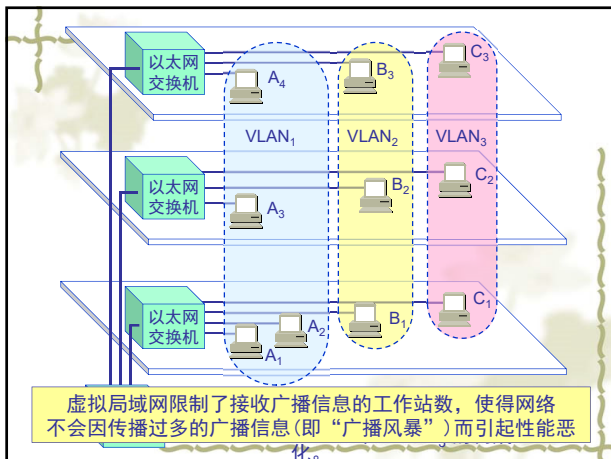 以太网
交换机
A4
B3
C3
VLAN1
VLAN2
VLAN3
以太网
交换机
A3
B2
C2
以太网
交换机
A1
A2
B1
C1
虚拟局域网限制了接收广播信息的工作站数，使得网络
不会因传播过多的广播信息(即“广播风暴”)而引起性能恶
化。